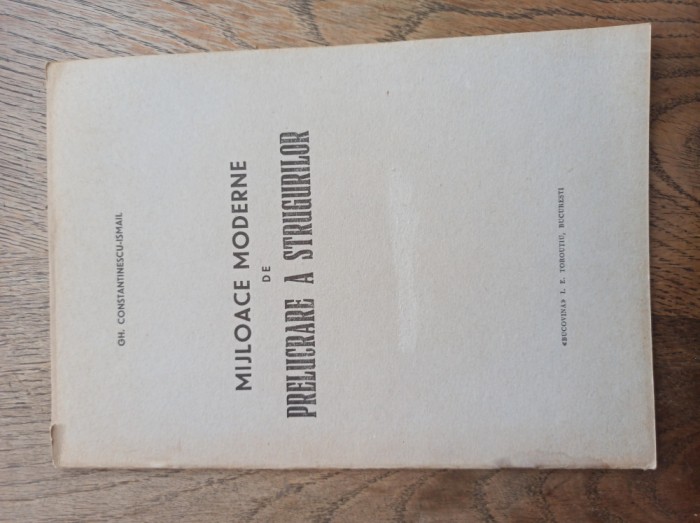 GH. CONSTANTINESCU-ISMAIL
MIJLOACE MODERNE
DE
PRELUCRARE A STRUGURILOR
«BUCOVINA» I. E. TOROUȚIU, BUCUREȘTI